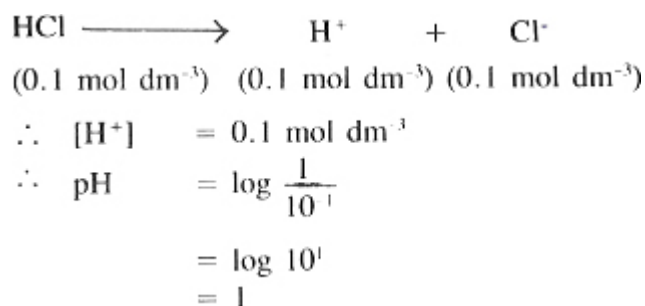 HCl ⟶ H⁺ + Cl⁻
(0.1 mol dm⁻³) (0.1 mol dm⁻³) (0.1 mol dm⁻³)
∴ [H⁺] = 0.1 mol dm⁻³
∴ pH = log 1/10⁻¹
= log 10¹
= 1